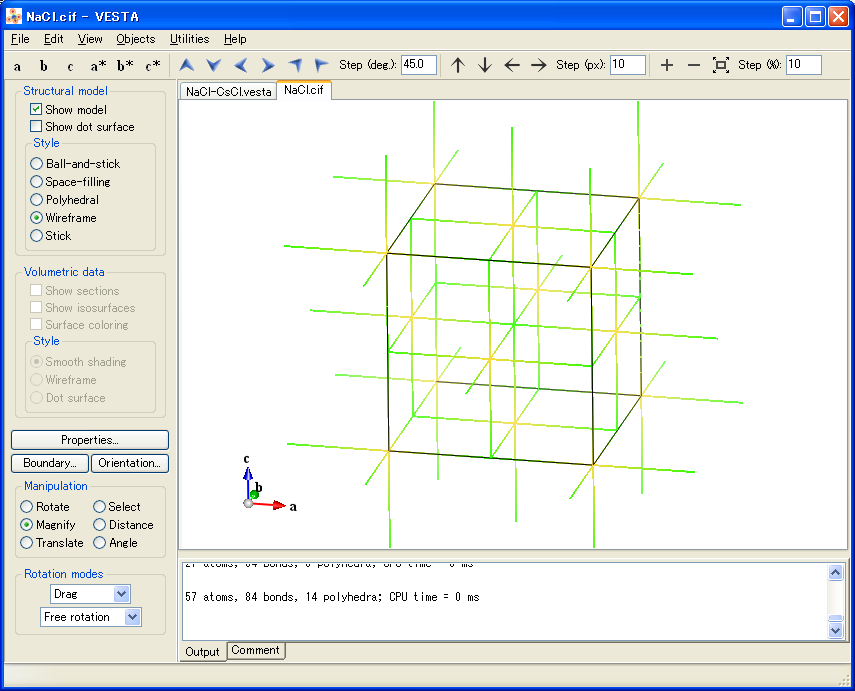 NaCl.cif - VESTA
File Edit View Objects Utilities Help
a b c a* b* c* Step (deg.): 45.0 Step (px): 10 Step (%): 10
NaCl-CsCl.vesta NaCl.cif
Structural model
Show model
Show dot surface
Style
Ball-and-stick
Space-filling
Polyhedral
Wireframe
Stick
Volumetric data
Show sections
Show isosurfaces
Surface coloring
Style
Smooth shading
Wireframe
Dot surface
Properties...
Boundary... Orientation...
Manipulation
Rotate Select
Magnify Distance
Translate Angle
Rotation modes
Drag
Free rotation
c
b
a
57 atoms, 84 bonds, 14 polyhedra; CPU time = 0 ms
Output Comment